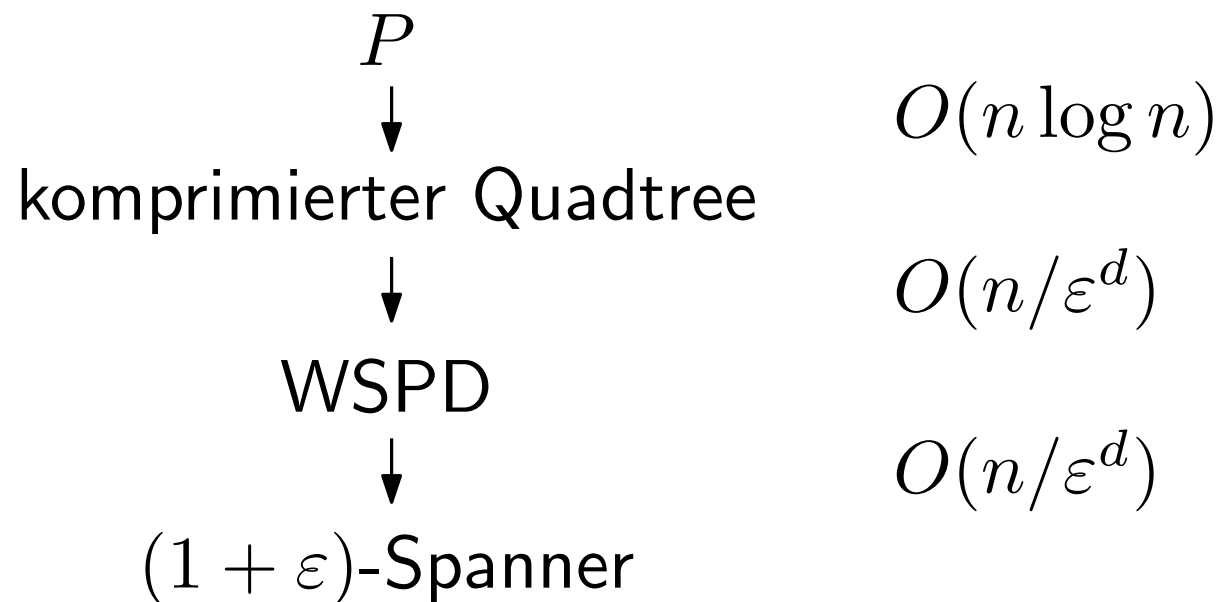 P
O(n log n)
komprimierter Quadtree
O(n/ε^d)
WSPD
O(n/ε^d)
(1 + ε)-Spanner